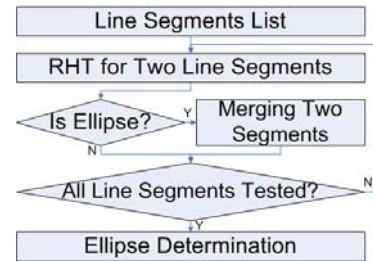 Line Segments List
RHT for Two Line Segments
Is Ellipse?
Y
Merging Two
Segments
N
All Line Segments Tested?
N
Y
Ellipse Determination